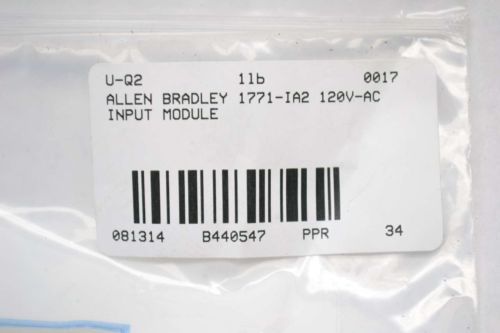 U-Q2 1lb 0017
ALLEN BRADLEY 1771-IA2 120V-AC
INPUT MODULE
081314 B440547 PPR 34